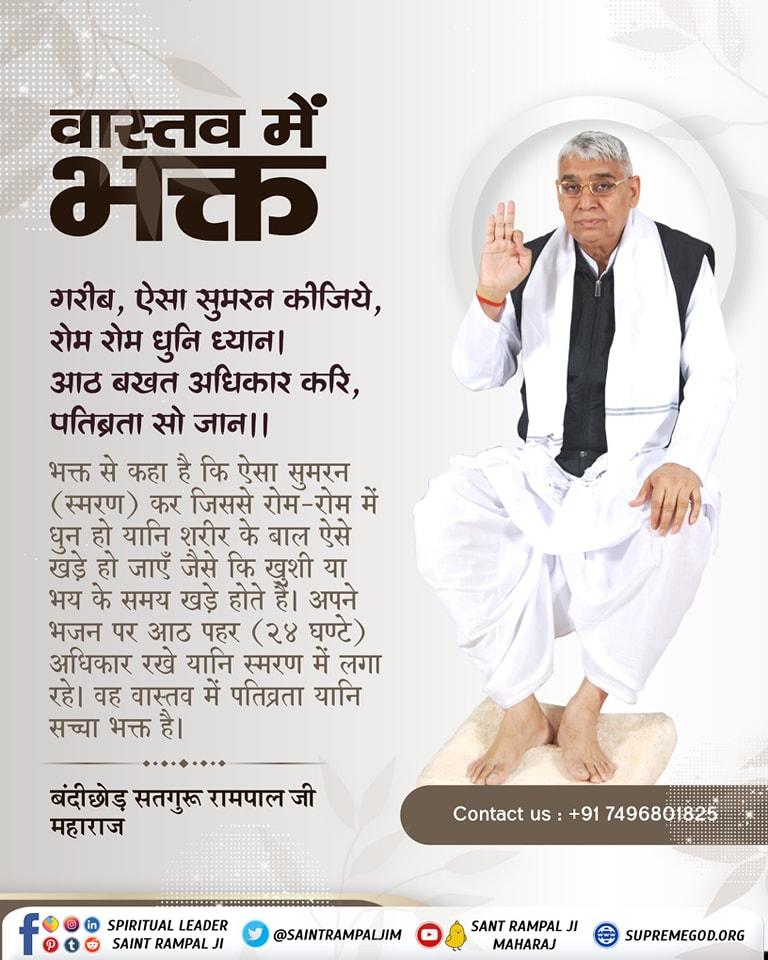 वास्तव में
भक्त
गरीब, ऐसा सुमरन कीजिये,
रोम रोम धुनि ध्यान।
आठ बखत अधिकार करि,
पतिब्रता सो जान।।
भक्त से कहा है कि ऐसा सुमरन
(स्मरण) कर जिससे रोम-रोम में
धुन हो यानि शरीर के बाल ऐसे
खड़े हो जाएँ जैसे कि खुशी या
भय के समय खड़े होते हैं। अपने
भजन पर आठ पहर (२४ घण्टे)
अधिकार रखे यानि स्मरण में लगा
रहे। वह वास्तव में पतिव्रता यानि
सच्चा भक्त है।
बंदीछोड़ सतगुरू रामपाल जी
महाराज
Contact us : +91 7496801825
SPIRITUAL LEADER
SAINT RAMPAL JI
@SAINTRAMPALJIM
SANT RAMPAL JI
MAHARAJ
SUPREMEGOD.ORG